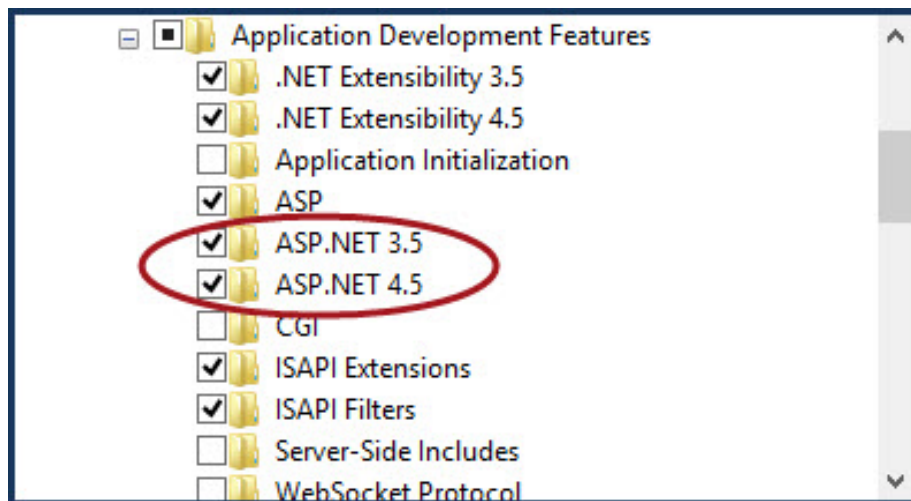 Application Development Features
.NET Extensibility 3.5
.NET Extensibility 4.5
Application Initialization
ASP
ASP.NET 3.5
ASP.NET 4.5
CGI
ISAPI Extensions
ISAPI Filters
Server-Side Includes
WebSocket Protocol